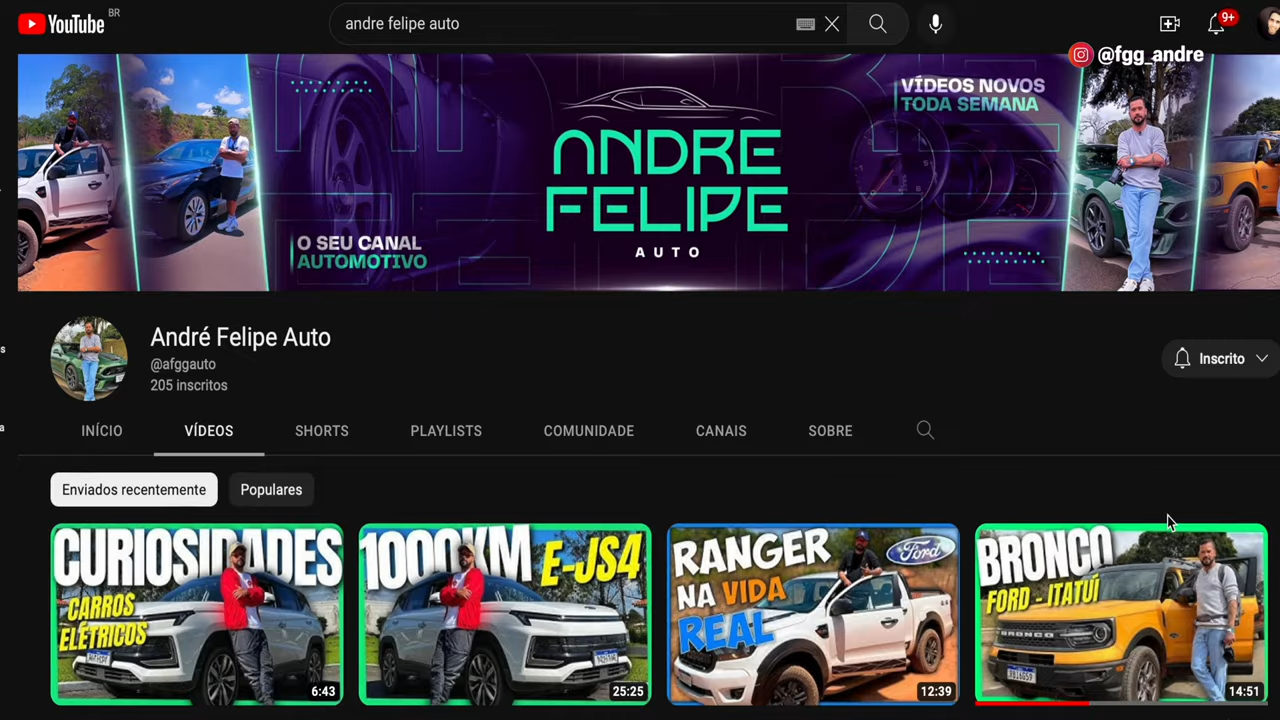 YouTube BR
andre felipe auto
9+
@fgg_andre
VÍDEOS NOVOS
TODA SEMANA
ANDRE
FELIPE
AUTO
O SEU CANAL
AUTOMOTIVO
André Felipe Auto
@afggauto
205 inscritos
Inscrito
INÍCIO
VÍDEOS
SHORTS
PLAYLISTS
COMUNIDADE
CANAIS
SOBRE
Enviados recentemente
Populares
CURIOSIDADES
CARROS
ELÉTRICOS
6:43
1000KM
E-JS4
25:25
RANGER
NA VIDA
REAL
Ford
12:39
BRONCO
FORD - ITATUÍ
BRONCO
14:51